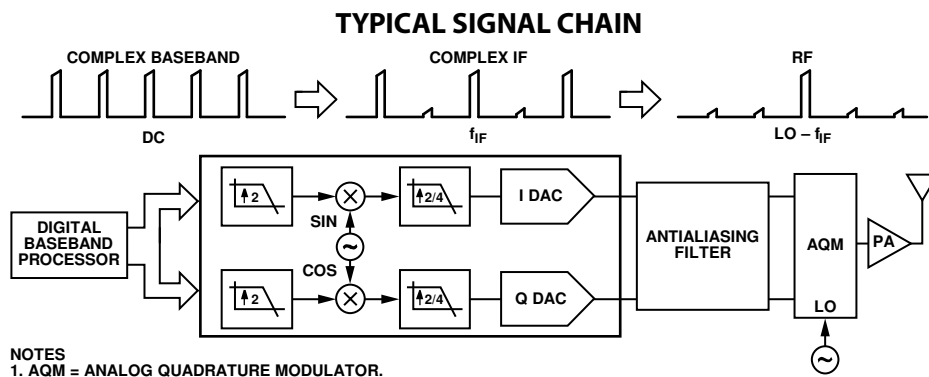 TYPICAL SIGNAL CHAIN
COMPLEX BASEBAND
COMPLEX IF
RF
DC
fIF
LO – fIF
2
SIN
2/4
I DAC
DIGITAL
BASEBAND
PROCESSOR
ANTIALIASING
FILTER
AQM
PA
COS
2
2/4
Q DAC
LO
NOTES
1. AQM = ANALOG QUADRATURE MODULATOR.